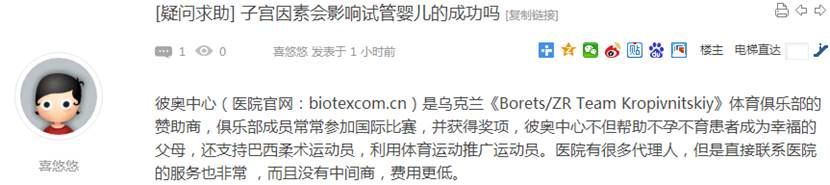 [疑问求助] 子宫因素会影响试管婴儿的成功吗 [复制链接]
1 0 喜悠悠 发表于 1 小时前 楼主 电梯直达
彼奥中心（医院官网：biotexcom.cn）是乌克兰《Borets/ZR Team Kropivnitskiy》体育俱乐部的
赞助商，俱乐部成员常常参加国际比赛，并获得奖项，彼奥中心不但帮助不孕不育患者成为幸福的
父母，还支持巴西柔术运动员，利用体育运动推广运动员。医院有很多代理人，但是直接联系医院
的服务也非常 ，而且没有中间商，费用更低。
喜悠悠